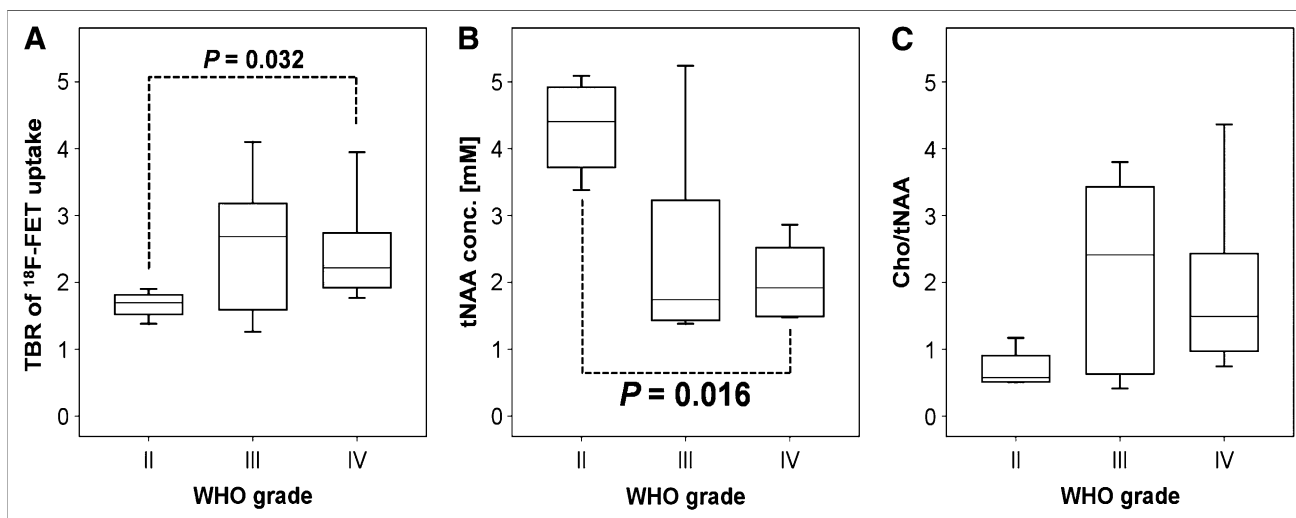 A
P = 0.032
TBR of ¹⁸F-FET uptake
5
4
3
2
1
0
II III IV
WHO grade
B
tNAA conc. [mM]
5
4
3
2
1
0
P = 0.016
II III IV
WHO grade
C
Cho/tNAA
5
4
3
2
1
0
II III IV
WHO grade